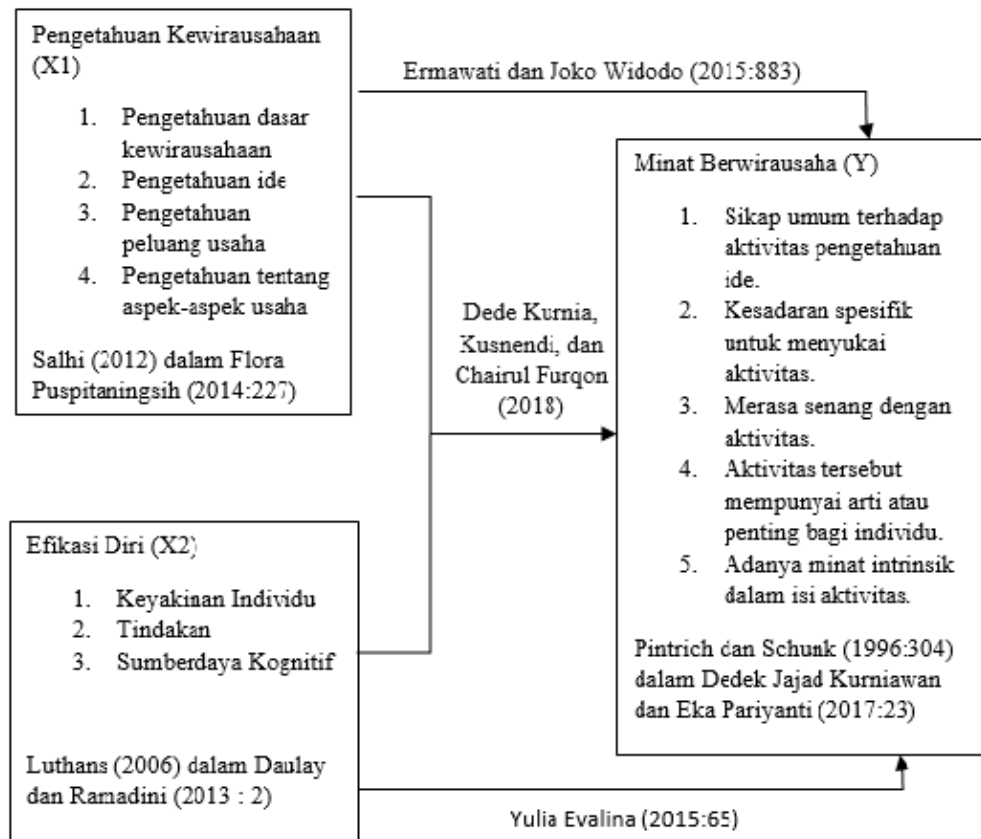 Pengetahuan Kewirausahaan
(X1)
1. Pengetahuan dasar
kewirausahaan
2. Pengetahuan ide
3. Pengetahuan
peluang usaha
4. Pengetahuan tentang
aspek-aspek usaha
Salhi (2012) dalam Flora
Puspitaningsih (2014:227)
Ermawati dan Joko Widodo (2015:883)
Dede Kurnia,
Kusnendi, dan
Chairul Furqon
(2018)
Efikasi Diri (X2)
1. Keyakinan Individu
2. Tindakan
3. Sumberdaya Kognitif
Luthans (2006) dalam Daulay
dan Ramadini (2013 : 2)
Yulia Evalina (2015:65)
Minat Berwirausaha (Y)
1. Sikap umum terhadap
aktivitas pengetahuan
ide.
2. Kesadaran spesifik
untuk menyukai
aktivitas.
3. Merasa senang dengan
aktivitas.
4. Aktivitas tersebut
mempunyai arti atau
penting bagi individu.
5. Adanya minat intrinsik
dalam isi aktivitas.
Pintrich dan Schunk (1996:304)
dalam Dedek Jajad Kurniawan
dan Eka Pariyanti (2017:23)